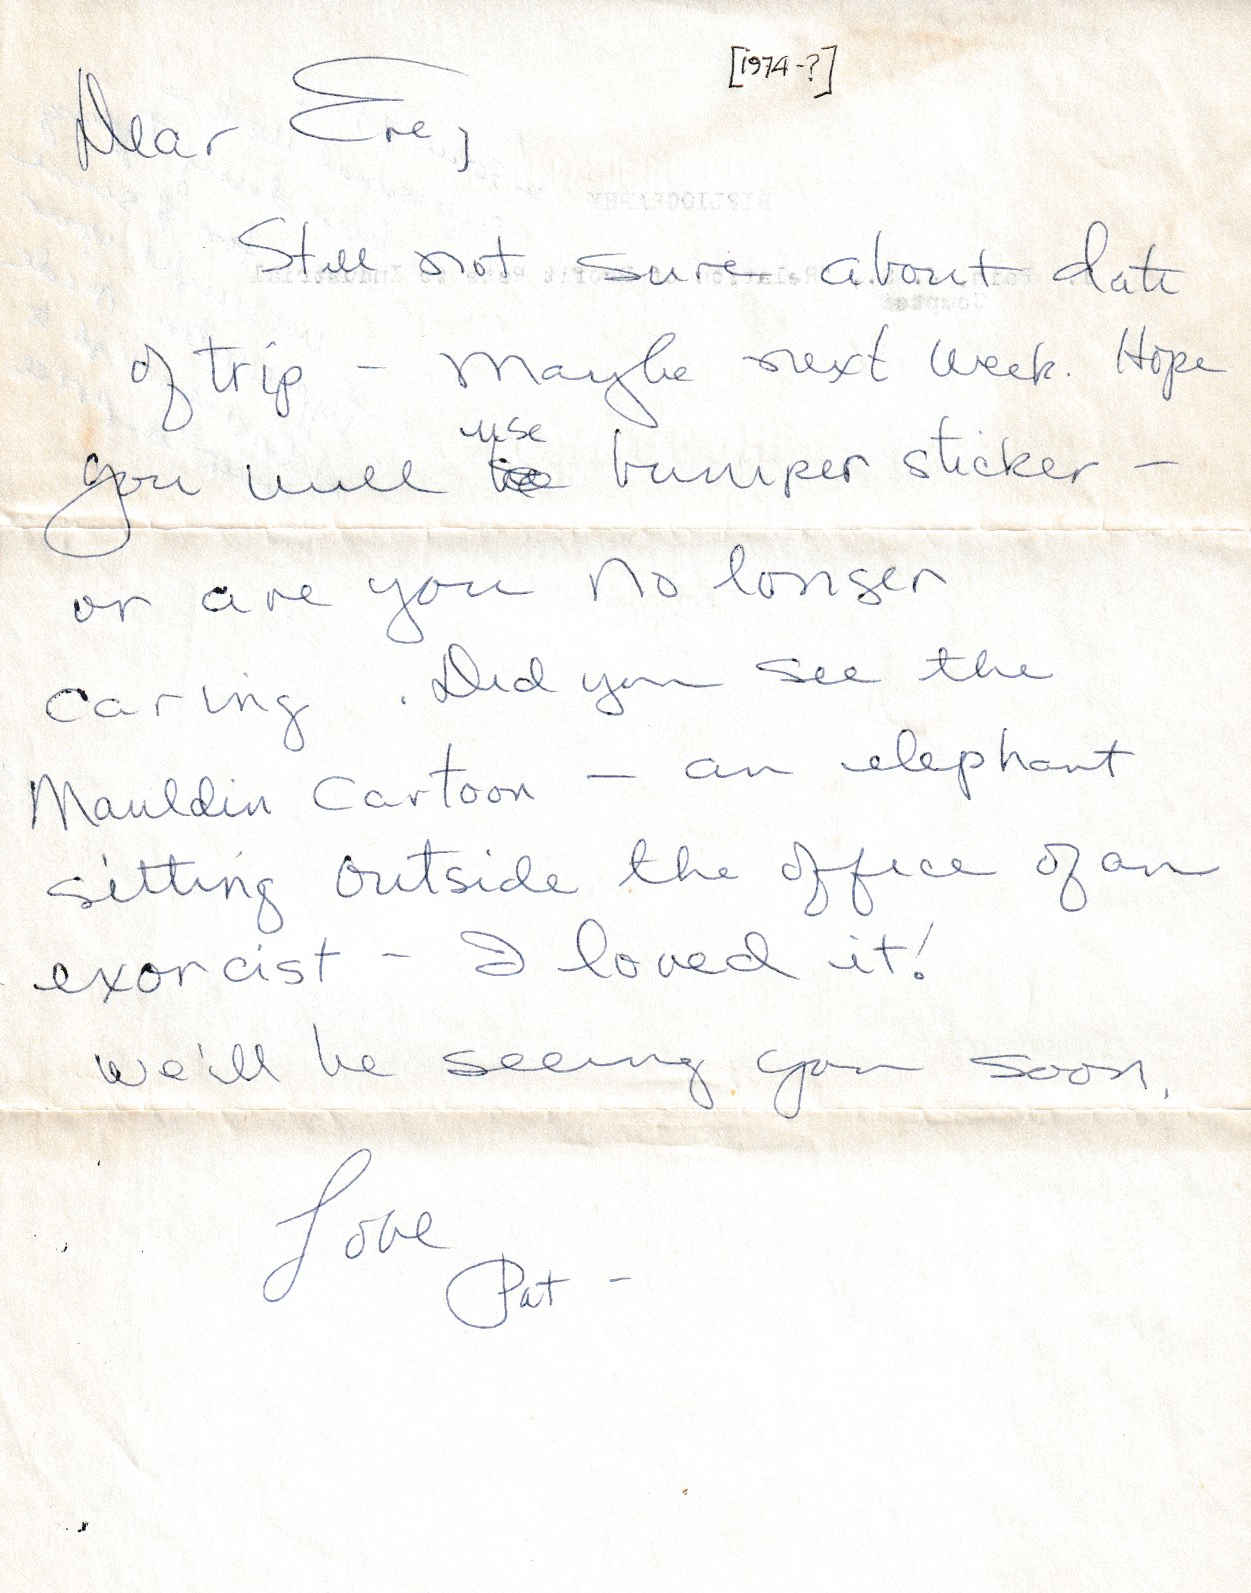 [1974-?]
Dear Eve,
Still not sure about date
of trip - Maybe next week. Hope
you will use bumper sticker -
or are you no longer
caring. Did you see the
Mauldin Cartoon - an elephant
sitting outside the office of an
exorcist - I loved it!
we'll be seeing you soon.
Love
Pat -
BIBLIOGRAPHY